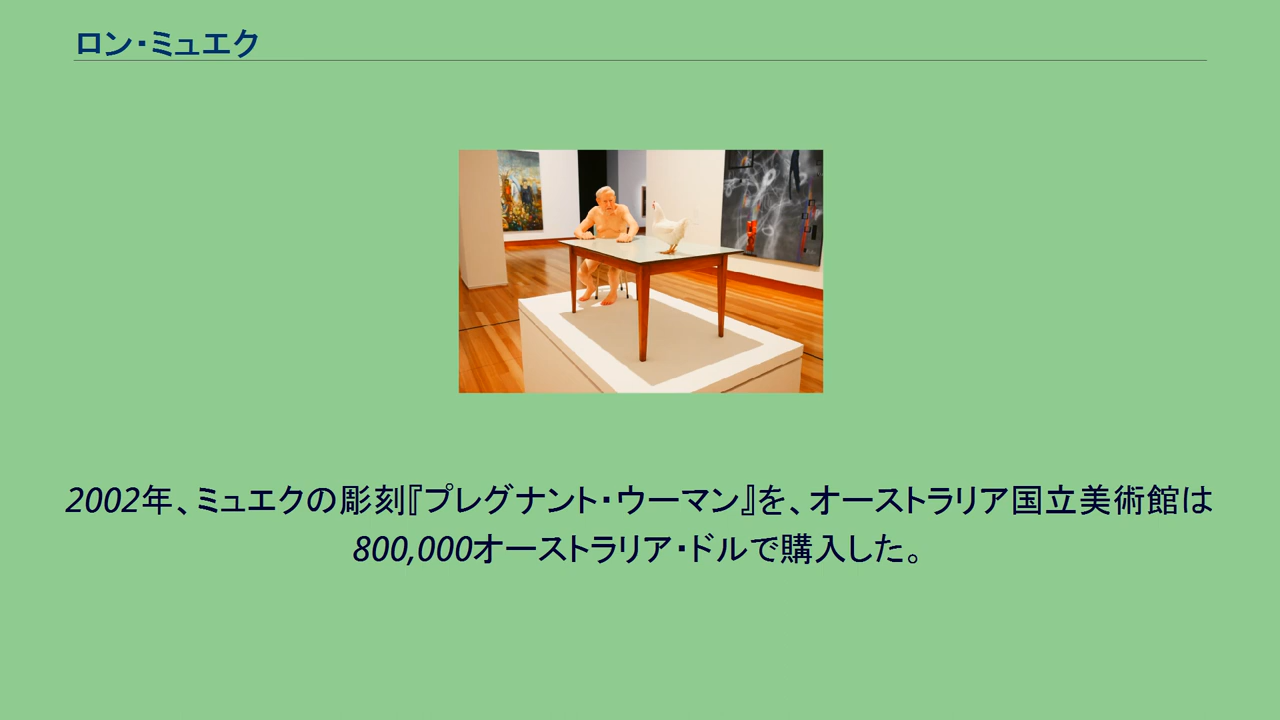 ロン・ミュエク
2002年、ミュエクの彫刻『プレグナント・ウーマン』を、オーストラリア国立美術館は
800,000オーストラリア・ドルで購入した。